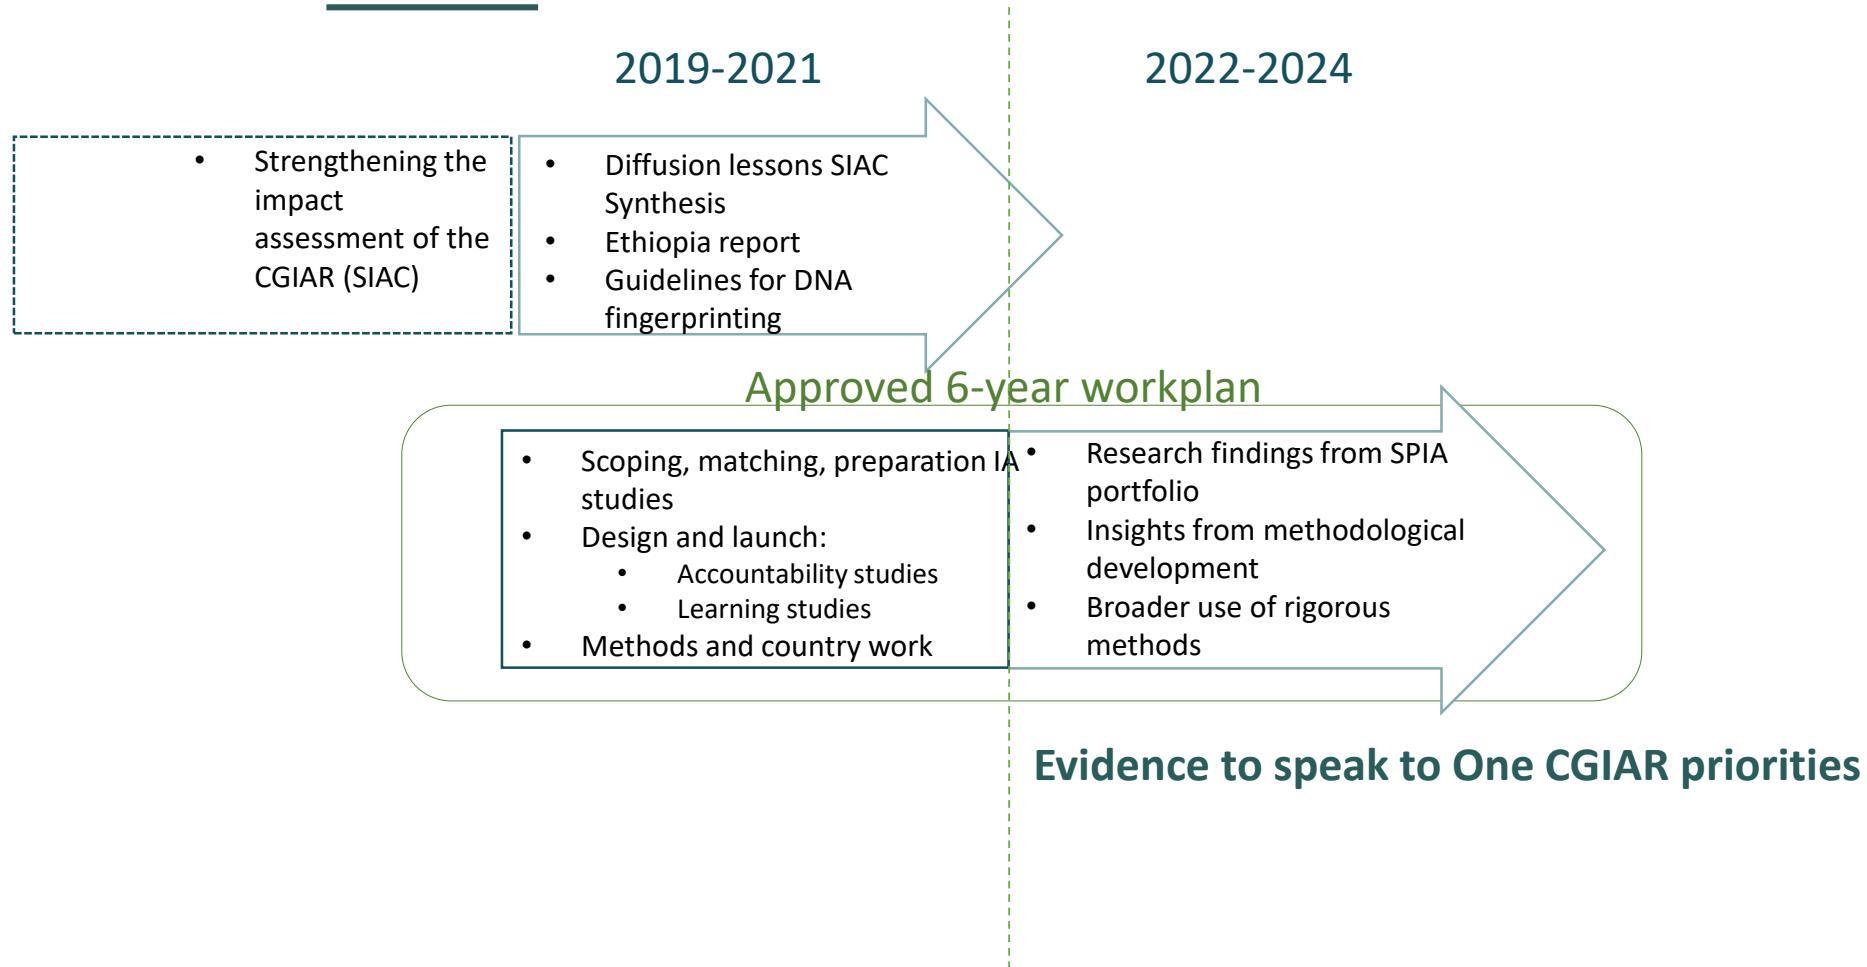 2019-2021
2022-2024
• Strengthening the
impact
assessment of the
CGIAR (SIAC)
• Diffusion lessons SIAC
Synthesis
• Ethiopia report
• Guidelines for DNA
fingerprinting
Approved 6-year workplan
• Scoping, matching, preparation IA
studies
• Design and launch:
• Accountability studies
• Learning studies
• Methods and country work
• Research findings from SPIA
portfolio
• Insights from methodological
development
• Broader use of rigorous
methods
Evidence to speak to One CGIAR priorities